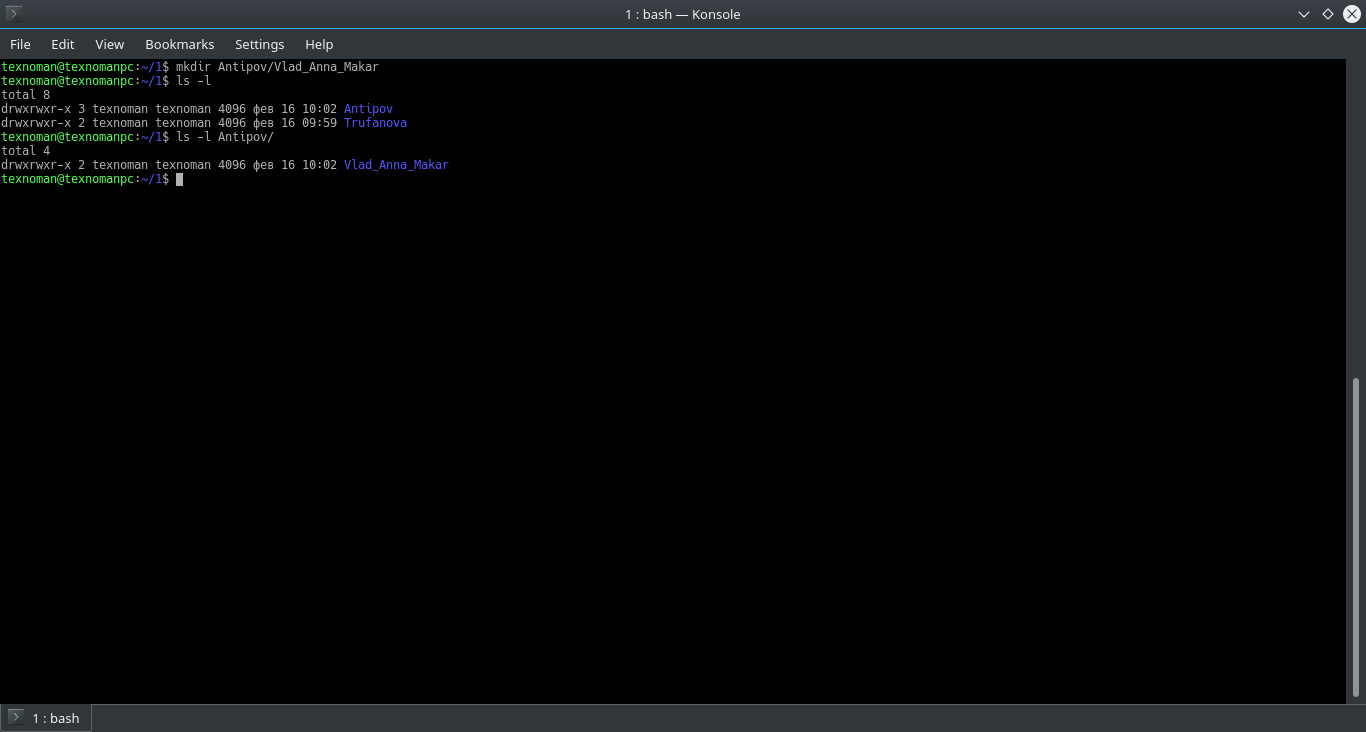 1 : bash — Konsole
File Edit View Bookmarks Settings Help
texnoman@texnomanpc:~/1$ mkdir Antipov/Vlad_Anna_Makar
texnoman@texnomanpc:~/1$ ls -l
total 8
drwxrwxr-x 3 texnoman texnoman 4096 фев 16 10:02 Antipov
drwxrwxr-x 2 texnoman texnoman 4096 фев 16 09:59 Trufanova
texnoman@texnomanpc:~/1$ ls -l Antipov/
total 4
drwxrwxr-x 2 texnoman texnoman 4096 фев 16 10:02 Vlad_Anna_Makar
texnoman@texnomanpc:~/1$
1 : bash